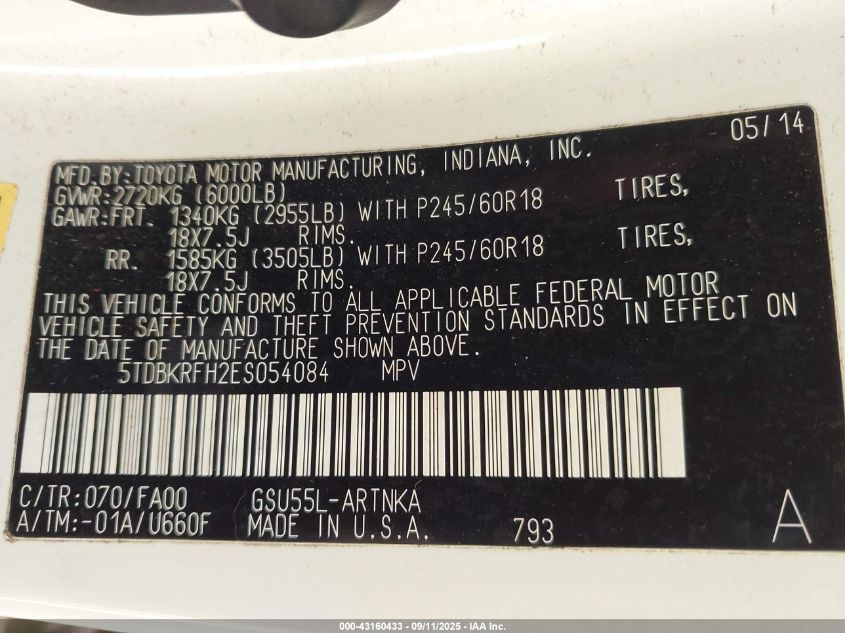 05/14
MFD.BY:TOYOTA MOTOR MANUFACTURING, INDIANA, INC.
GVWR:2720KG (6000LB)
GAWR:FRT. 1340KG (2955LB) WITH P245/60R18 TIRES,
18X7.5J RIMS.
RR. 1585KG (3505LB) WITH P245/60R18 TIRES,
18X7.5J RIMS.
THIS VEHICLE CONFORMS TO ALL APPLICABLE FEDERAL MOTOR
VEHICLE SAFETY AND THEFT PREVENTION STANDARDS IN EFFECT ON
THE DATE OF MANUFACTURE SHOWN ABOVE.
5TDBKRFH2ES054084 MPV
C/TR:070/FA00 GSU55L-ARTNKA
A/TM:-01A/U660F MADE IN U.S.A. 793 A
000-43160433 - 09/11/2025 - IAA Inc.